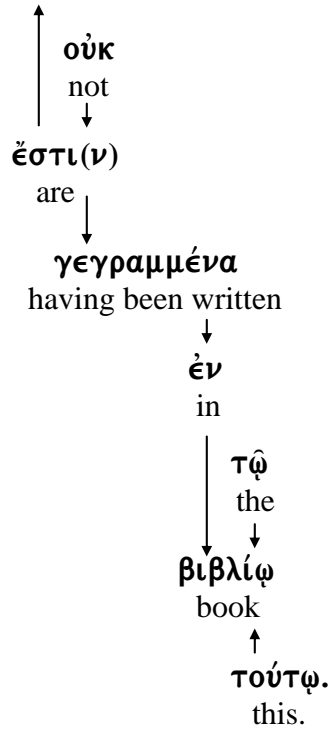 οὐκ
not
ἔστι(ν)
are
γεγραμμένα
having been written
ἐν
in
τῷ
the
βιβλίῳ
book
τούτῳ.
this.